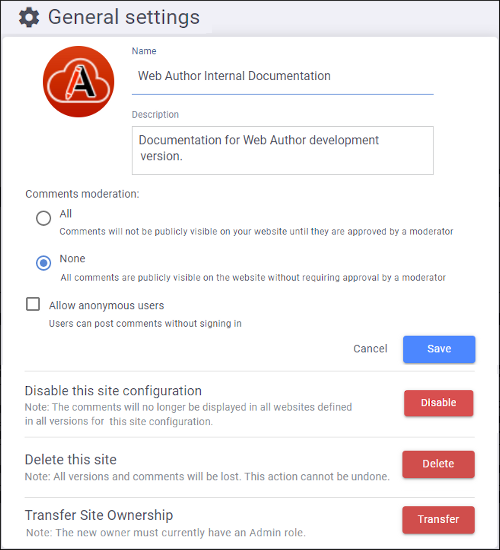 General settings
Name
Web Author Internal Documentation
Description
Documentation for Web Author development
version.
Comments moderation:
All
Comments will not be publicly visible on your website until they are approved by a moderator
None
All comments are publicly visible on the website without requiring approval by a moderator
Allow anonymous users
Users can post comments without signing in
Cancel Save
Disable this site configuration
Note: The comments will no longer be displayed in all websites defined
in all versions for this site configuration.
Disable
Delete this site
Note: All versions and comments will be lost. This action cannot be undone.
Delete
Transfer Site Ownership
Note: The new owner must currently have an Admin role.
Transfer